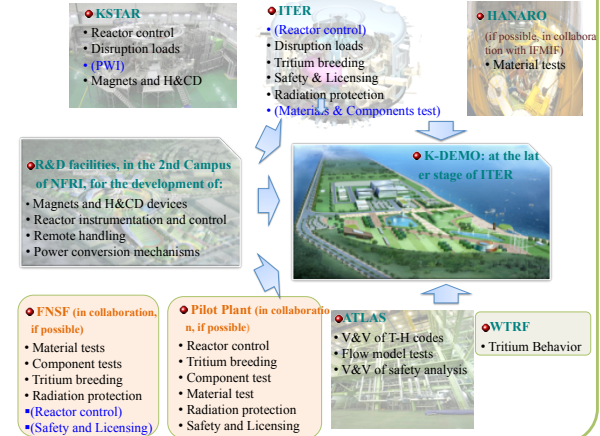 KSTAR
• Reactor control
• Disruption loads
• (PWI)
• Magnets and H&CD
ITER
• (Reactor control)
• Disruption loads
• Tritium breeding
• Safety & Licensing
• Radiation protection
• (Materials & Components test)
HANARO
(if possible, in collabora
tion with IFMIF)
• Material tests
R&D facilities, in the 2nd Campus
of NFRI, for the development of:
• Magnets and H&CD devices
• Reactor instrumentation and control
• Remote handling
• Power conversion mechanisms
K-DEMO: at the lat
er stage of ITER
FNSF (in collaboration,
if possible)
• Material tests
• Component tests
• Tritium breeding
• Radiation protection
▪(Reactor control)
▪(Safety and Licensing)
Pilot Plant (in collaboratio
n, if possible)
• Reactor control
• Tritium breeding
• Component test
• Material test
• Radiation protection
• Safety and Licensing
ATLAS
• V&V of T-H codes
• Flow model tests
• V&V of safety analysis
WTRF
• Tritium Behavior